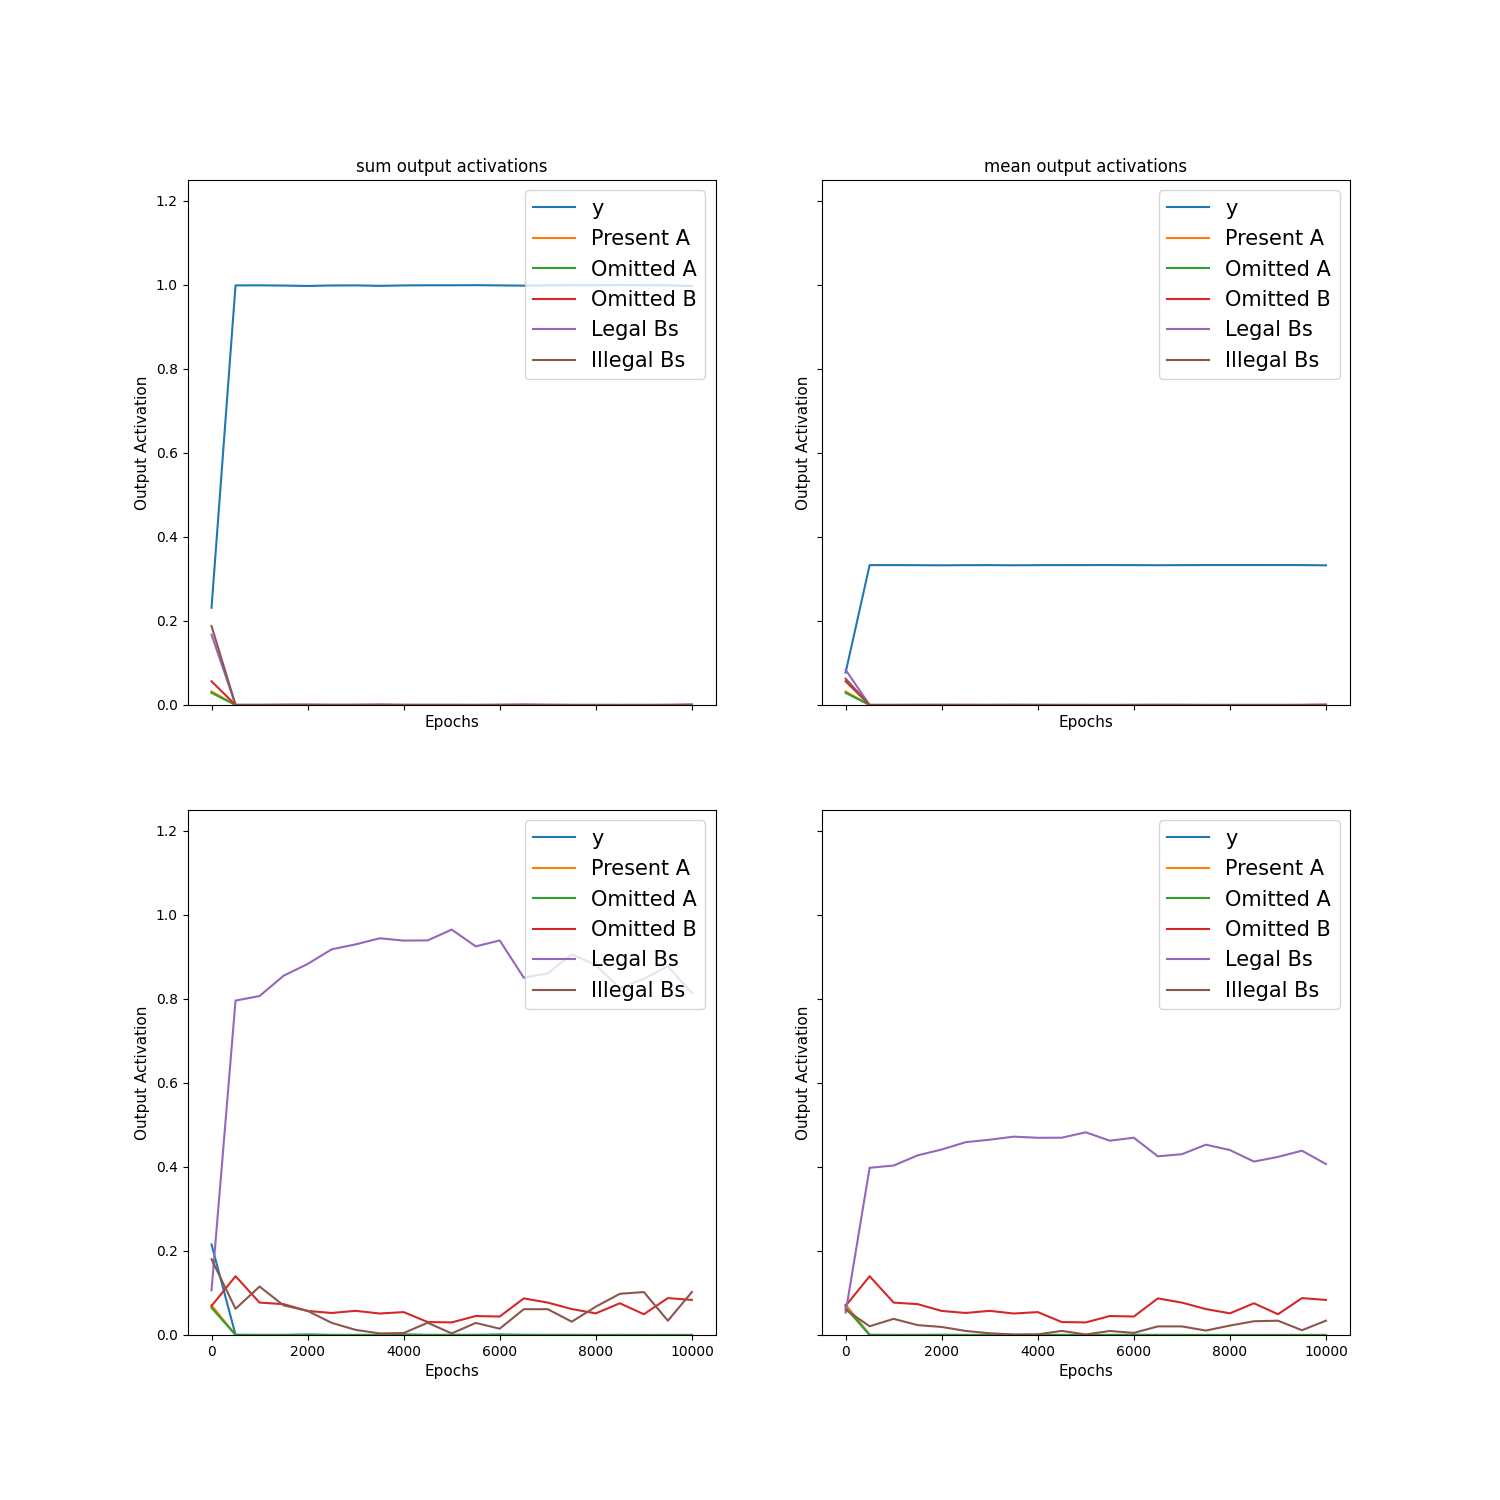 sum output activations
mean output activations
1.2
1.0
0.8
0.6
0.4
0.2
0.0
Output Activation
y
Present A
Omitted A
Omitted B
Legal Bs
Illegal Bs
Epochs
Output Activation
y
Present A
Omitted A
Omitted B
Legal Bs
Illegal Bs
Epochs
1.2
1.0
0.8
0.6
0.4
0.2
0.0
Output Activation
y
Present A
Omitted A
Omitted B
Legal Bs
Illegal Bs
0 2000 4000 6000 8000 10000
Epochs
Output Activation
y
Present A
Omitted A
Omitted B
Legal Bs
Illegal Bs
0 2000 4000 6000 8000 10000
Epochs